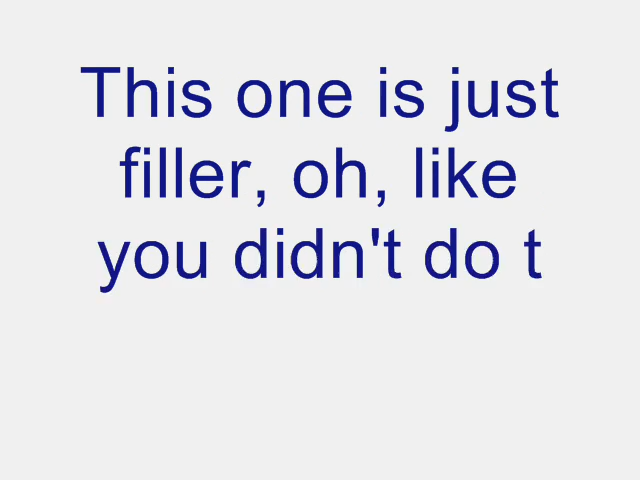 This one is just
filler, oh, like
you didn't do t